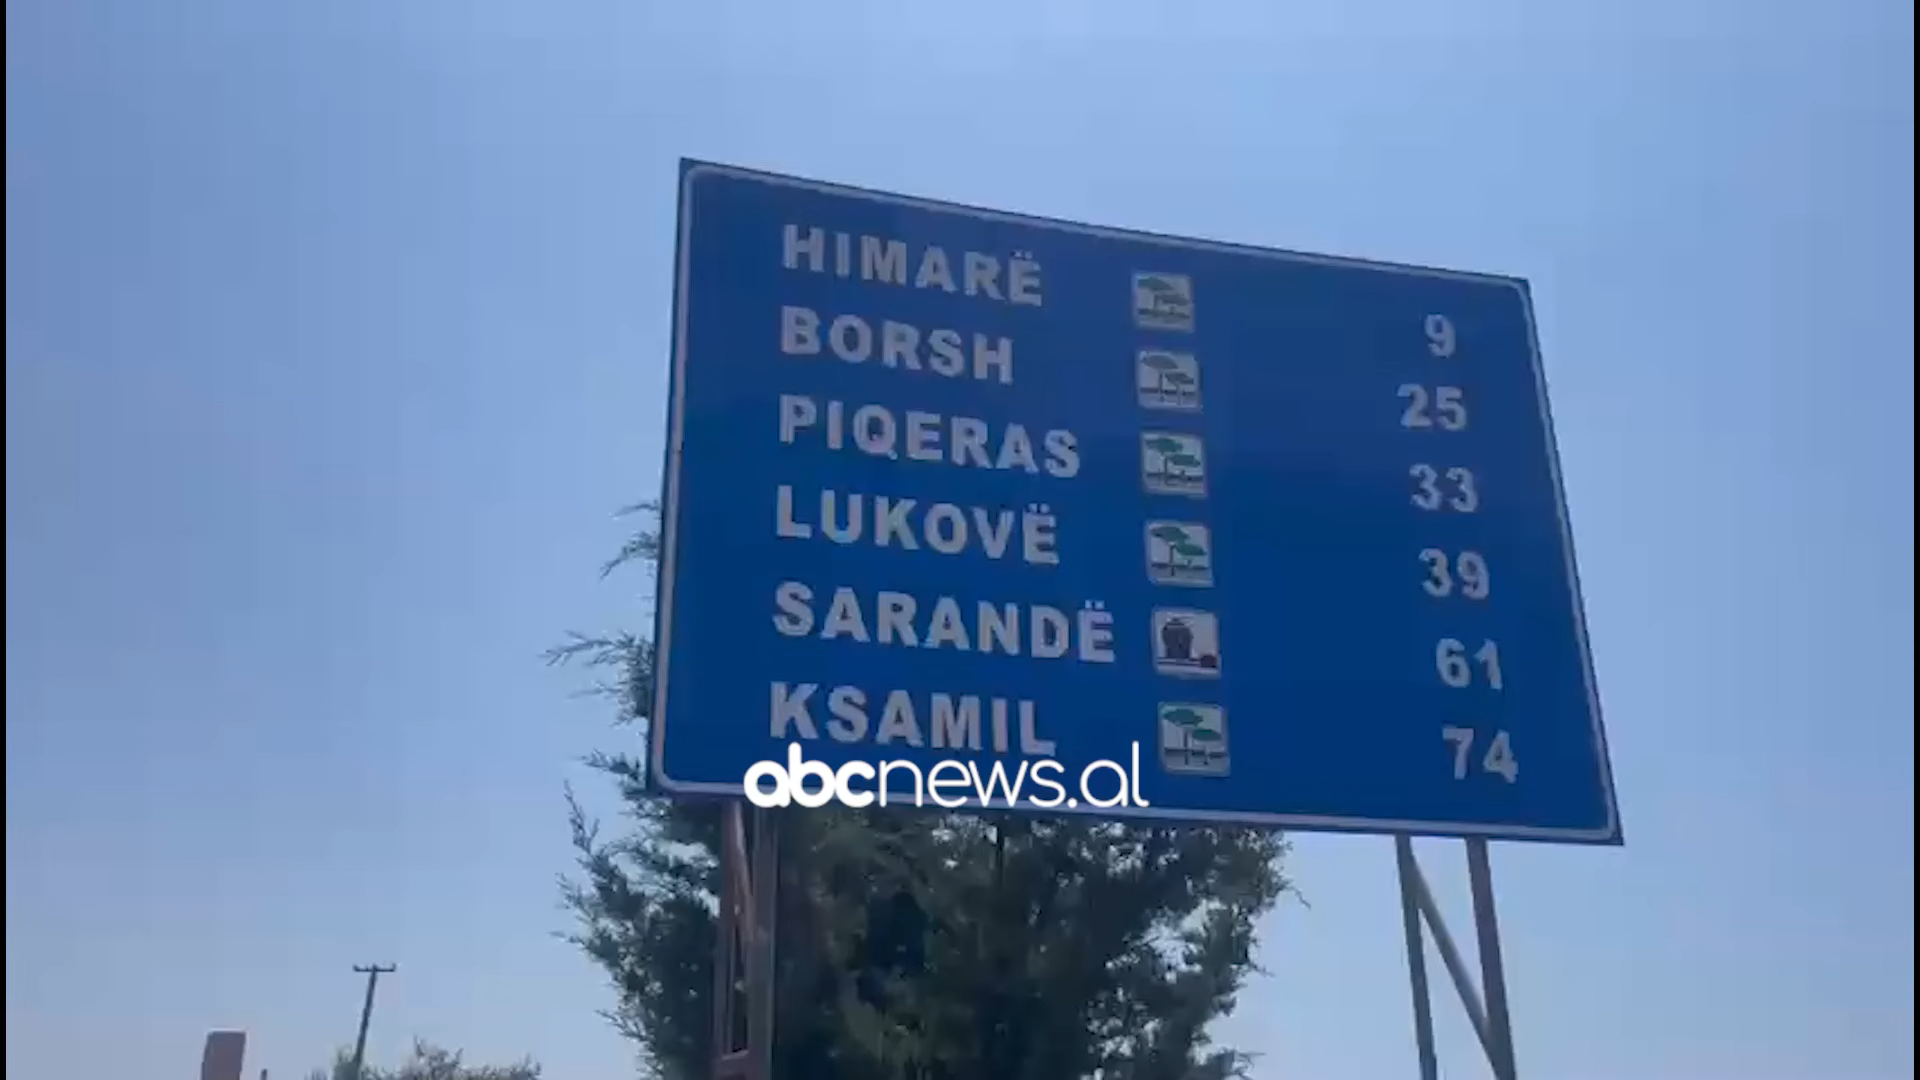 HIMARË 9
BORSH 25
PIQERAS 33
LUKOVË 39
SARANDË 61
KSAMIL 74
abcnews.al